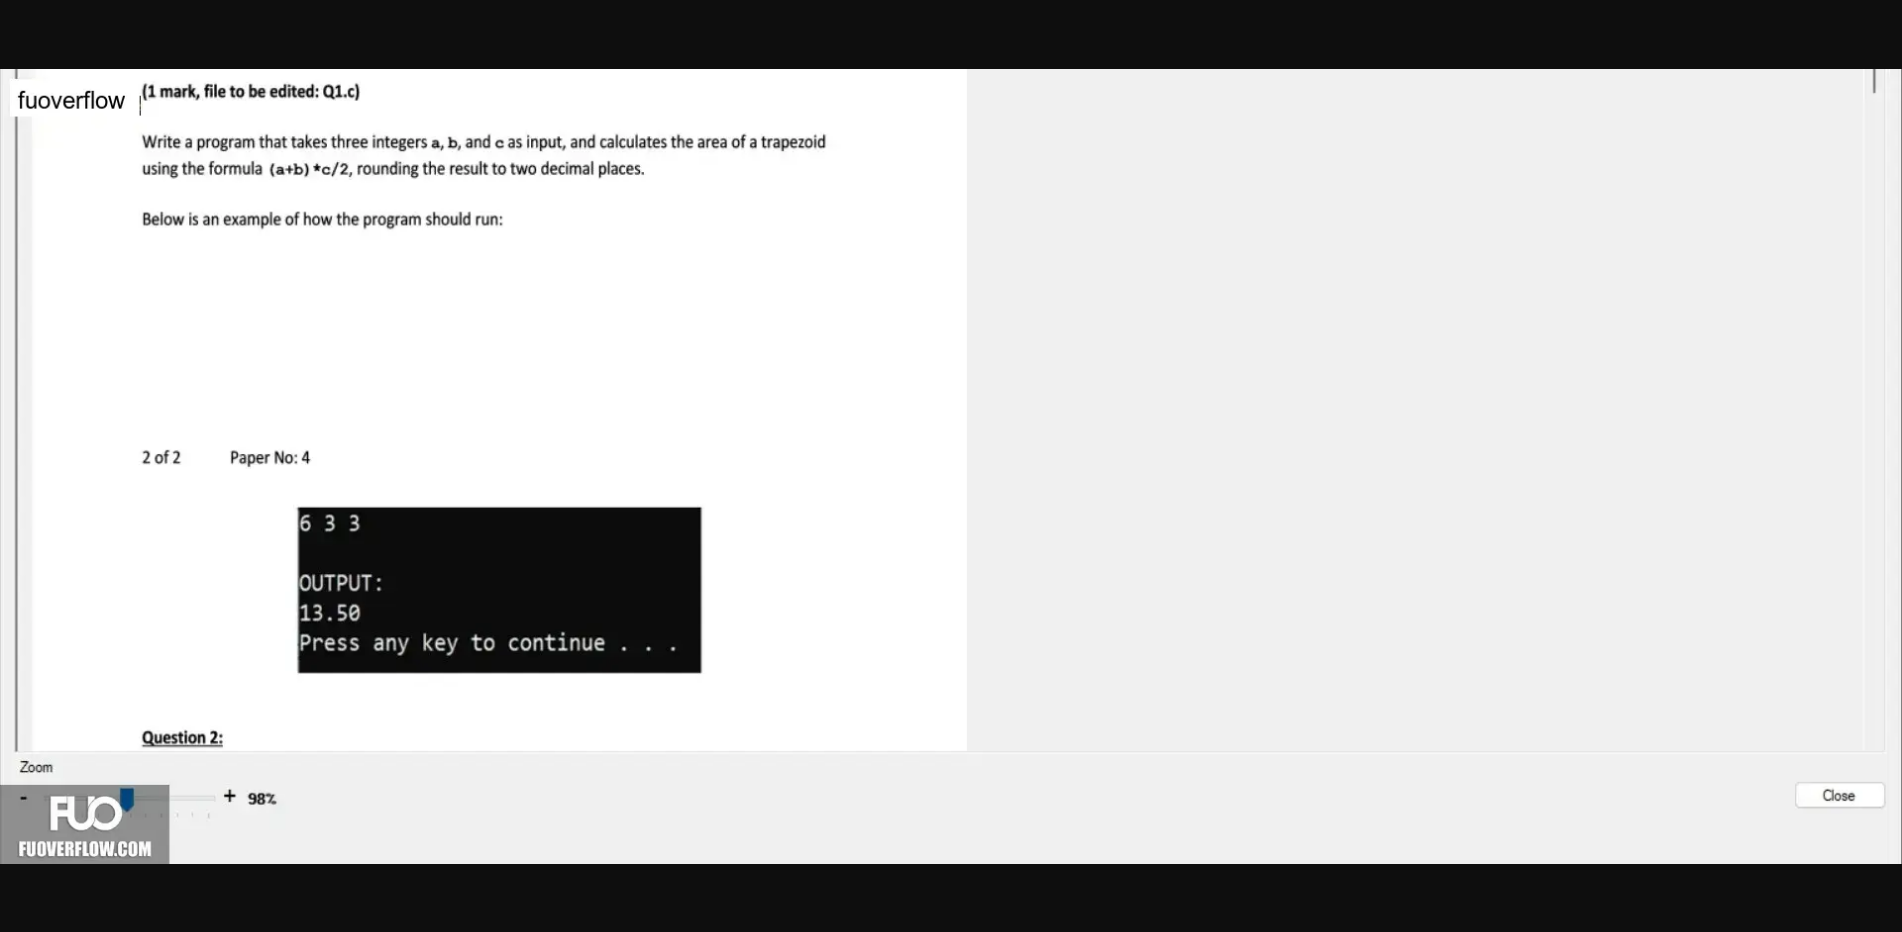 fuoverflow
(1 mark, file to be edited: Q1.c)
Write a program that takes three integers a, b, and c as input, and calculates the area of a trapezoid
using the formula (a+b)*c/2, rounding the result to two decimal places.
Below is an example of how the program should run:
2 of 2 Paper No: 4
6 3 3
OUTPUT:
13.50
Press any key to continue . . .
Question 2:
Zoom
- + 98%
Close
FUO
FUOVERFLOW.COM